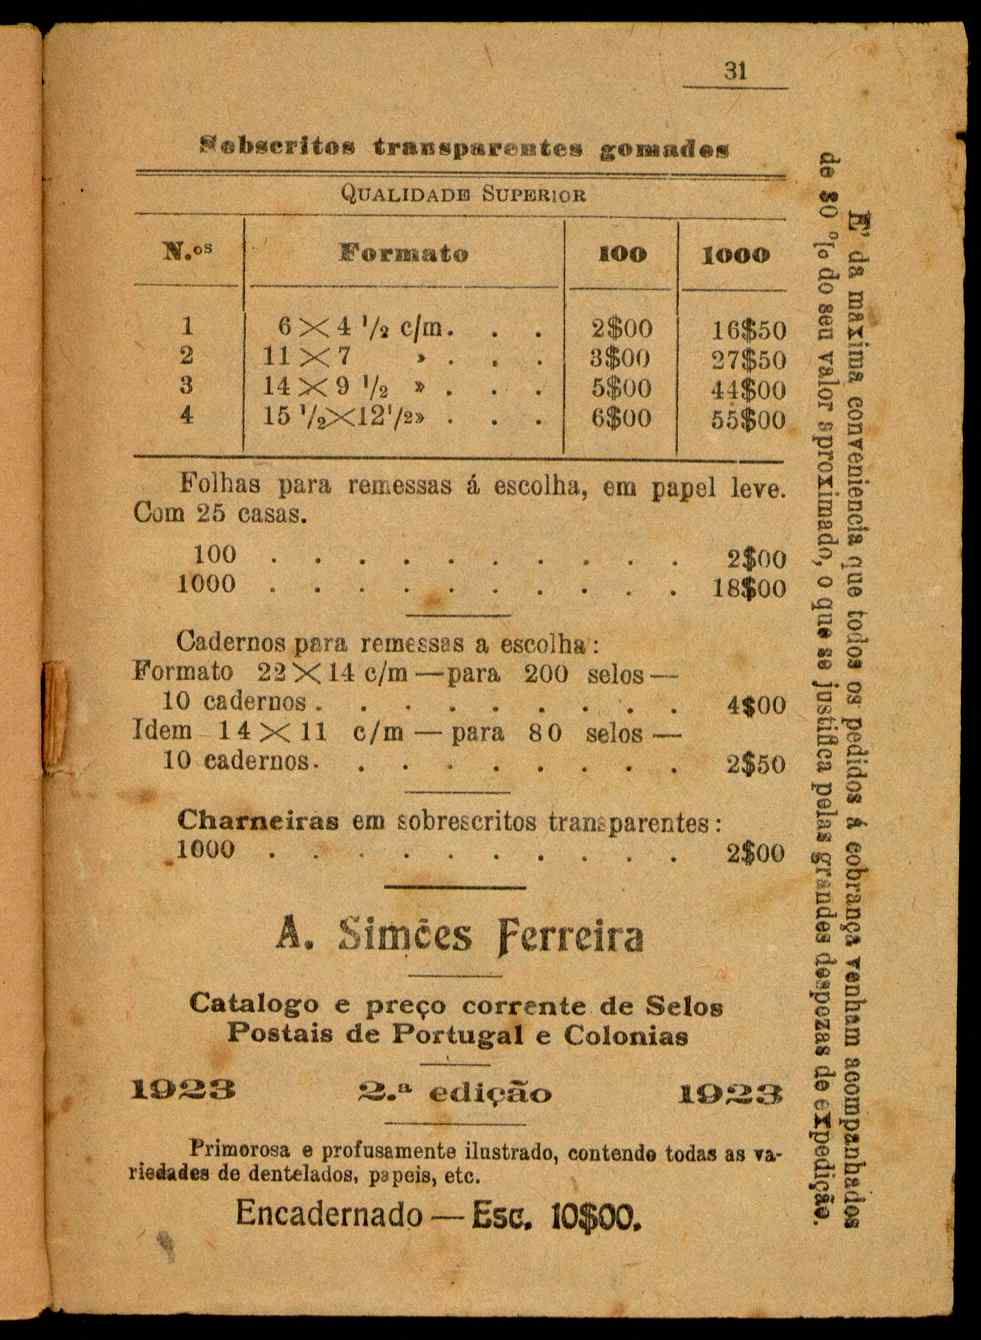 31
Sobscritos transparentes gomados
QUALIDADE SUPERIOR
N.os Formato 100 1000
1 6 × 4 1/2 c/m. . . 2$00 16$50
2 11 × 7 » . . . 3$00 27$50
3 14 × 9 1/2 » . . . 5$00 44$00
4 15 1/2×12 1/2» . . . 6$00 55$00
Folhas para remessas á escolha, em papel leve.
Com 25 casas.
100 . . . . . . . . . . 2$00
1000 . . . . . . . . . . 18$00
Cadernos para remessas a escolha:
Formato 22 × 14 c/m — para 200 selos —
10 cadernos . . . . . . . . . 4$00
Idem 14 × 11 c/m — para 80 selos —
10 cadernos . . . . . . . . . 2$50
Charneiras em sobrescritos transparentes:
1000 . . . . . . . . . . 2$00
A. Simões Ferreira
Catalogo e preço corrente de Selos
Postais de Portugal e Colonias
1923 2.ª edição 1923
Primorosa e profusamente ilustrado, contendo todas as va-
riedades de dentelados, papeis, etc.
Encadernado — Esc. 10$00.
E' da maxima conveniencia que todos os pedidos á cobrança venham acompanhados
de 80 % do seu valor aproximado, o que se justifica pelas grandes despezas de expedição.